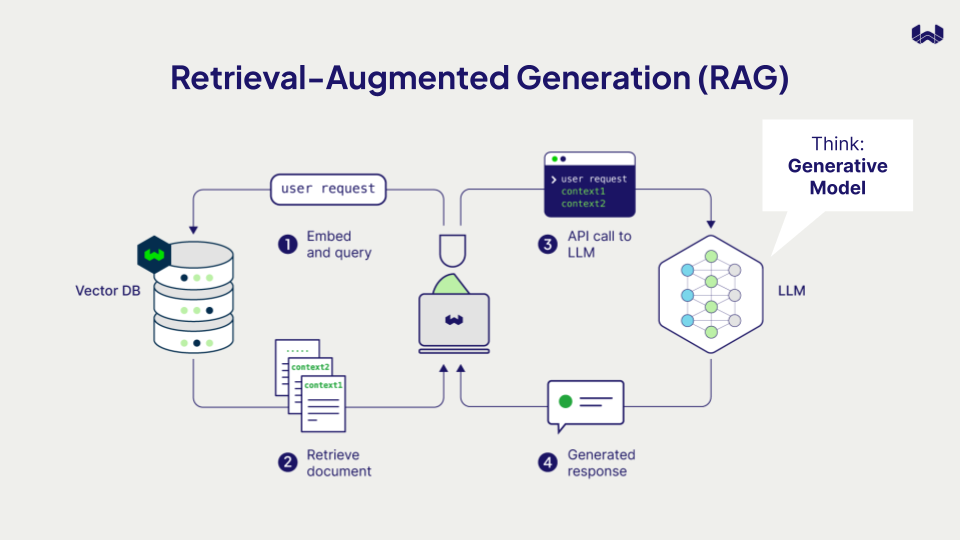 Retrieval-Augmented Generation (RAG)
Think:
Generative
Model
user request
❯ user request
context1
context2
1 Embed
and query
3 API call to
LLM
Vector DB
LLM
context2
context1
2 Retrieve
document
4 Generated
response